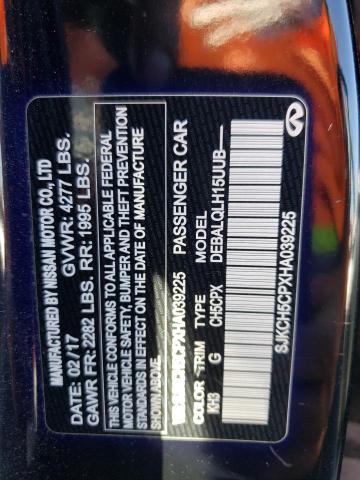 MANUFACTURED BY NISSAN MOTOR CO., LTD
DATE: 02/17 GVWR: 4277 LBS.
GAWR FR: 2282 LBS. RR: 1995 LBS.
THIS VEHICLE CONFORMS TO ALL APPLICABLE FEDERAL
MOTOR VEHICLE SAFETY, BUMPER AND THEFT PREVENTION
STANDARDS IN EFFECT ON THE DATE OF MANUFACTURE
SHOWN ABOVE.
SJKCH5CPXHA039225 PASSENGER CAR
COLOR TRIM TYPE DEBALQLH15UUB
KH3 G CH5CPX
SJKCH5CPXHA039225